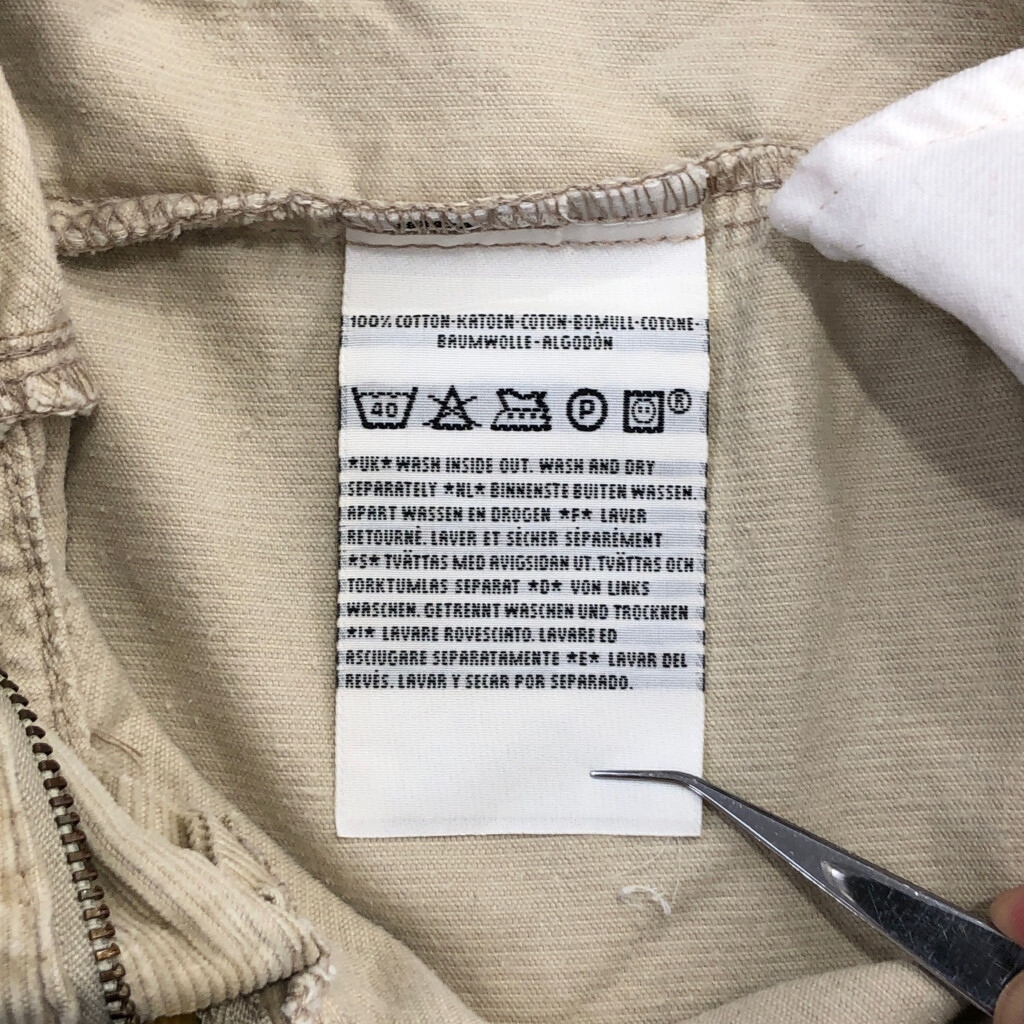 100% COTTON-KATOEN-COTON-BOMULL-COTONE-
BAUMWOLLE-ALGODÓN
40 P ®
*UK* WASH INSIDE OUT. WASH AND DRY
SEPARATELY *NL* BINNENSTE BUITEN WASSEN.
APART WASSEN EN DROGEN *F* LAVER
RETOURNÉ. LAVER ET SÉCHER SÉPARÉMENT
*S* TVÄTTAS MED AVIGSIDAN UT. TVÄTTAS OCH
TORKTUMLAS SEPARAT *D* VON LINKS
WASCHEN. GETRENNT WASCHEN UND TROCKNEN
*I* LAVARE ROVESCIATO. LAVARE ED
ASCIUGARE SEPARATAMENTE *E* LAVAR DEL
REVÉS. LAVAR Y SECAR POR SEPARADO.